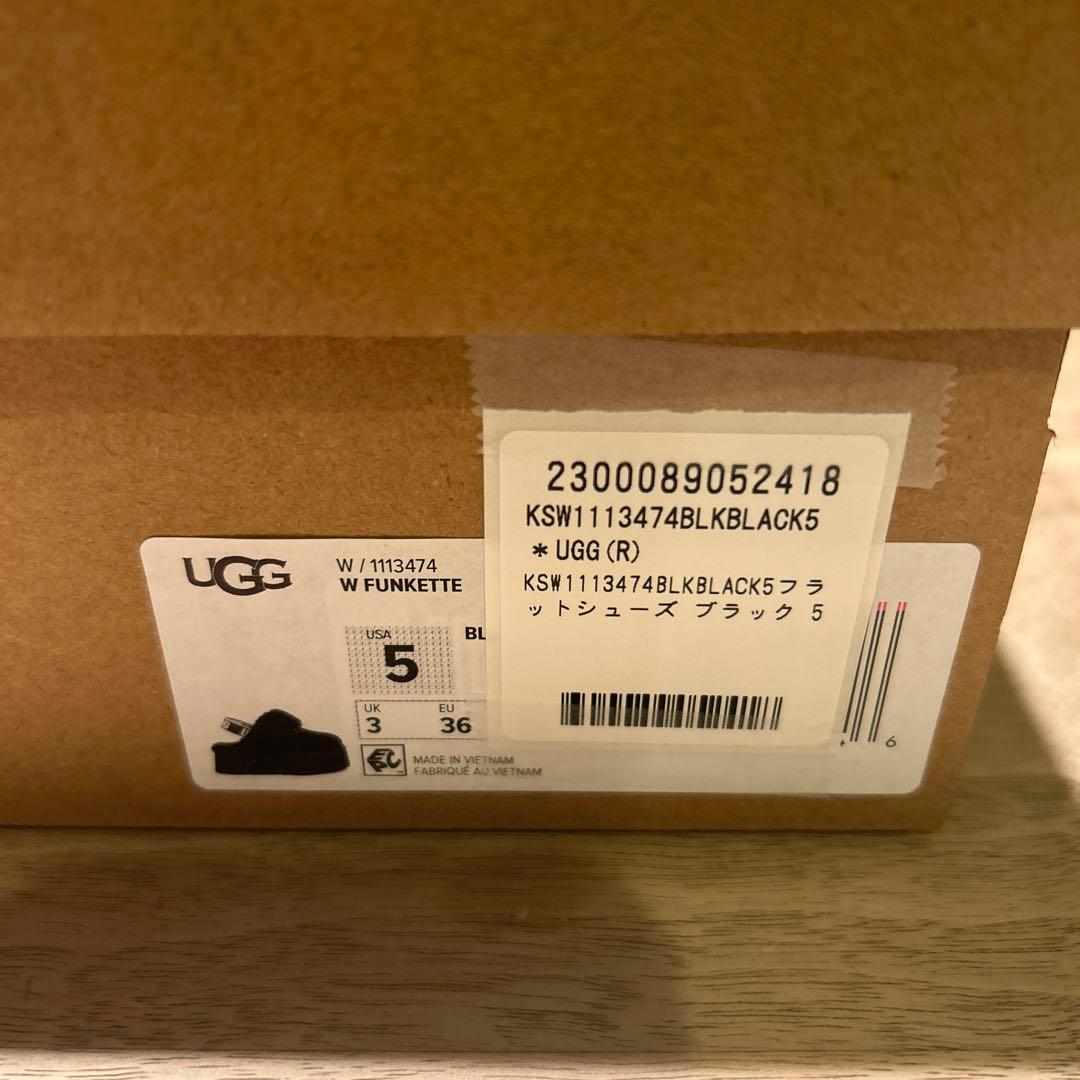 2300089052418
KSW1113474BLKBLACK5
*UGG(R)
KSW1113474BLKBLACK5フラ
ットシューズ ブラック 5
UGG
W / 1113474
W FUNKETTE
USA
5
BL
UK
3
EU
36
MADE IN VIETNAM
FABRIQUÉ AU VIETNAM
6